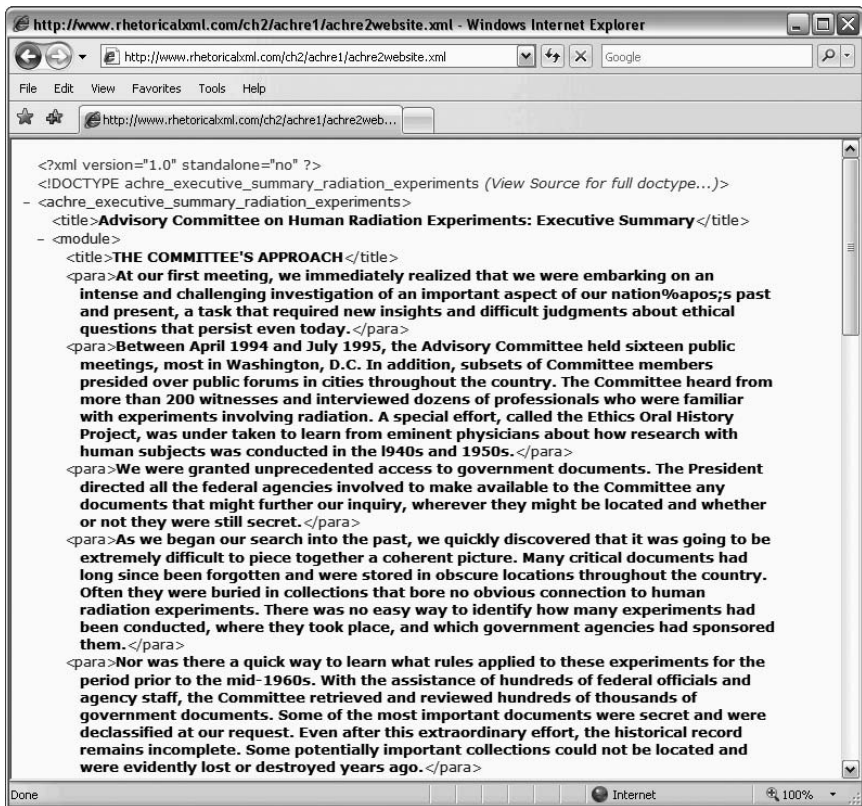 http://www.rhetoricalxml.com/ch2/achre1/achre2website.xml - Windows Internet Explorer
http://www.rhetoricalxml.com/ch2/achre1/achre2website.xml
Google
File Edit View Favorites Tools Help
http://www.rhetoricalxml.com/ch2/achre1/achre2web...
<?xml version="1.0" standalone="no" ?>
<!DOCTYPE achre_executive_summary_radiation_experiments (View Source for full doctype...)>
- <achre_executive_summary_radiation_experiments>
<title>Advisory Committee on Human Radiation Experiments: Executive Summary</title>
- <module>
<title>THE COMMITTEE'S APPROACH</title>
<para>At our first meeting, we immediately realized that we were embarking on an
intense and challenging investigation of an important aspect of our nation%apos;s past
and present, a task that required new insights and difficult judgments about ethical
questions that persist even today.</para>
<para>Between April 1994 and July 1995, the Advisory Committee held sixteen public
meetings, most in Washington, D.C. In addition, subsets of Committee members
presided over public forums in cities throughout the country. The Committee heard from
more than 200 witnesses and interviewed dozens of professionals who were familiar
with experiments involving radiation. A special effort, called the Ethics Oral History
Project, was under taken to learn from eminent physicians about how research with
human subjects was conducted in the l940s and 1950s.</para>
<para>We were granted unprecedented access to government documents. The President
directed all the federal agencies involved to make available to the Committee any
documents that might further our inquiry, wherever they might be located and whether
or not they were still secret.</para>
<para>As we began our search into the past, we quickly discovered that it was going to be
extremely difficult to piece together a coherent picture. Many critical documents had
long since been forgotten and were stored in obscure locations throughout the country.
Often they were buried in collections that bore no obvious connection to human
radiation experiments. There was no easy way to identify how many experiments had
been conducted, where they took place, and which government agencies had sponsored
them.</para>
<para>Nor was there a quick way to learn what rules applied to these experiments for the
period prior to the mid-1960s. With the assistance of hundreds of federal officials and
agency staff, the Committee retrieved and reviewed hundreds of thousands of
government documents. Some of the most important documents were secret and were
declassified at our request. Even after this extraordinary effort, the historical record
remains incomplete. Some potentially important collections could not be located and
were evidently lost or destroyed years ago.</para>
Done Internet 100%